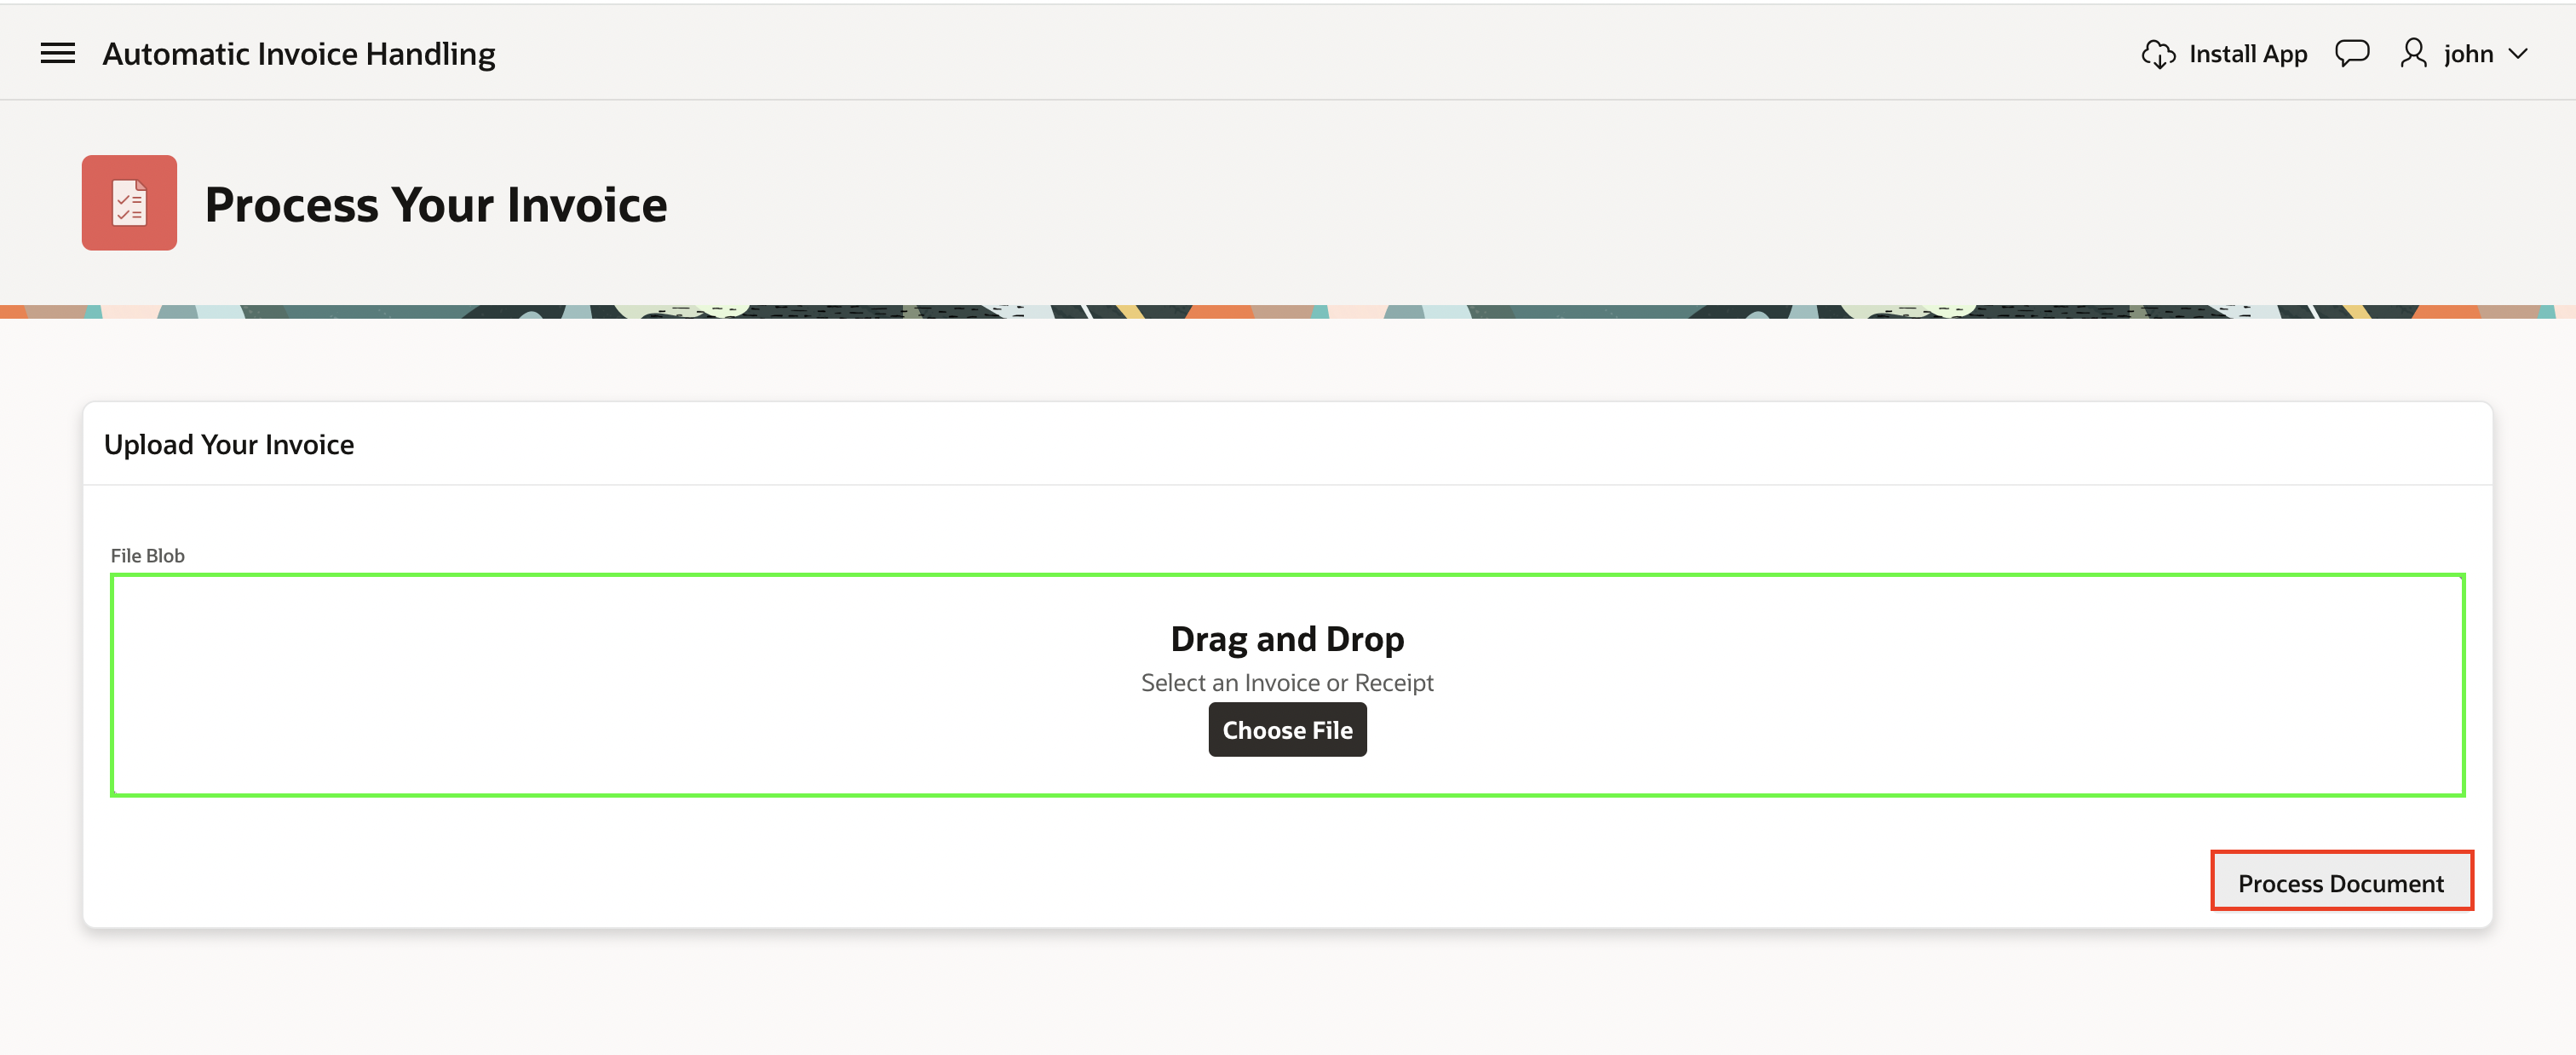 Automatic Invoice Handling
Install App
john
Process Your Invoice
Upload Your Invoice
File Blob
Drag and Drop
Select an Invoice or Receipt
Choose File
Process Document